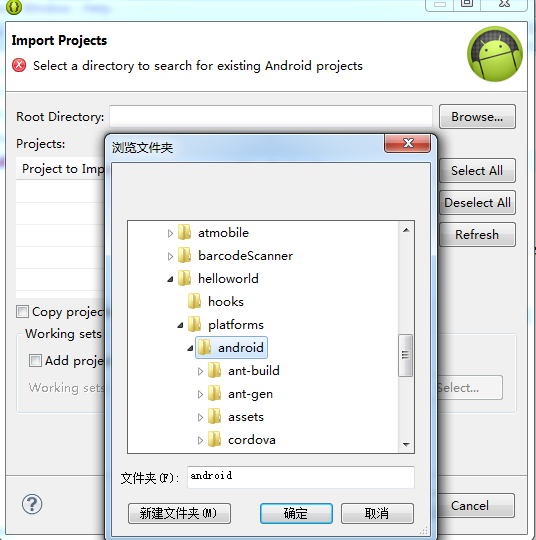 Import Projects
Select a directory to search for existing Android projects
Root Directory:
Browse...
Projects:
Project to Imp
Select All
Deselect All
Refresh
Copy project
Working sets
Add proje
Working sets
Select...
Cancel
浏览文件夹
atmobile
barcodeScanner
helloworld
hooks
platforms
android
ant-build
ant-gen
assets
cordova
文件夹(F):
android
新建文件夹(M)
确定
取消